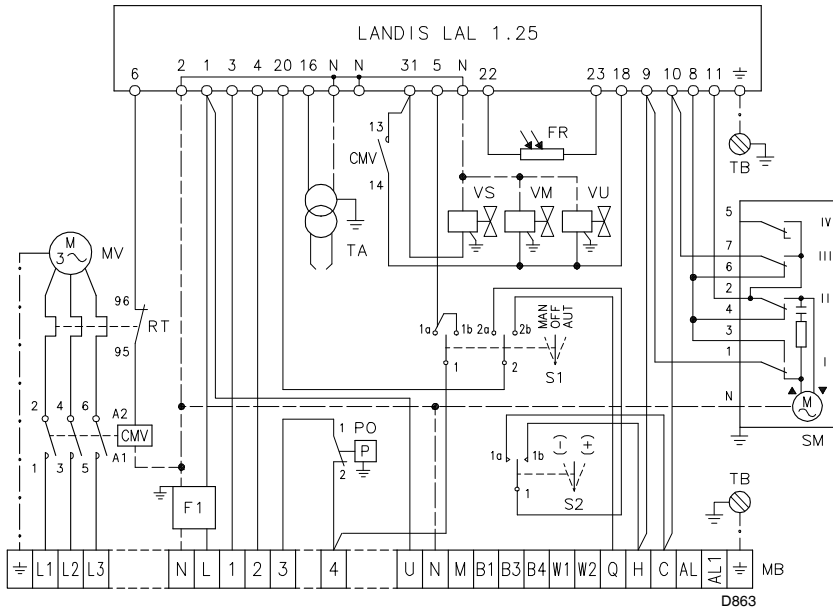 LANDIS LAL 1.25
6 2 1 3 4 20 16 N N 31 5 N 22 23 18 9 10 8 11
13
CMV
14
FR
TB
VS VM VU
TA
M
3
MV
96
RT
95
2 4 6 A2
CMV
1 3 5 A1
F1
1 PO
P
2
1a 1b 2a 2b
MAN
OFF
AUT
1 2
S1
(-) (+)
1a 1b
1
S2
5 IV
7 III
6
2 II
4
3
1 I
N M
SM
TB
L1 L2 L3 N L 1 2 3 4 U N M B1 B3 B4 W1 W2 Q H C AL AL1 MB
D863